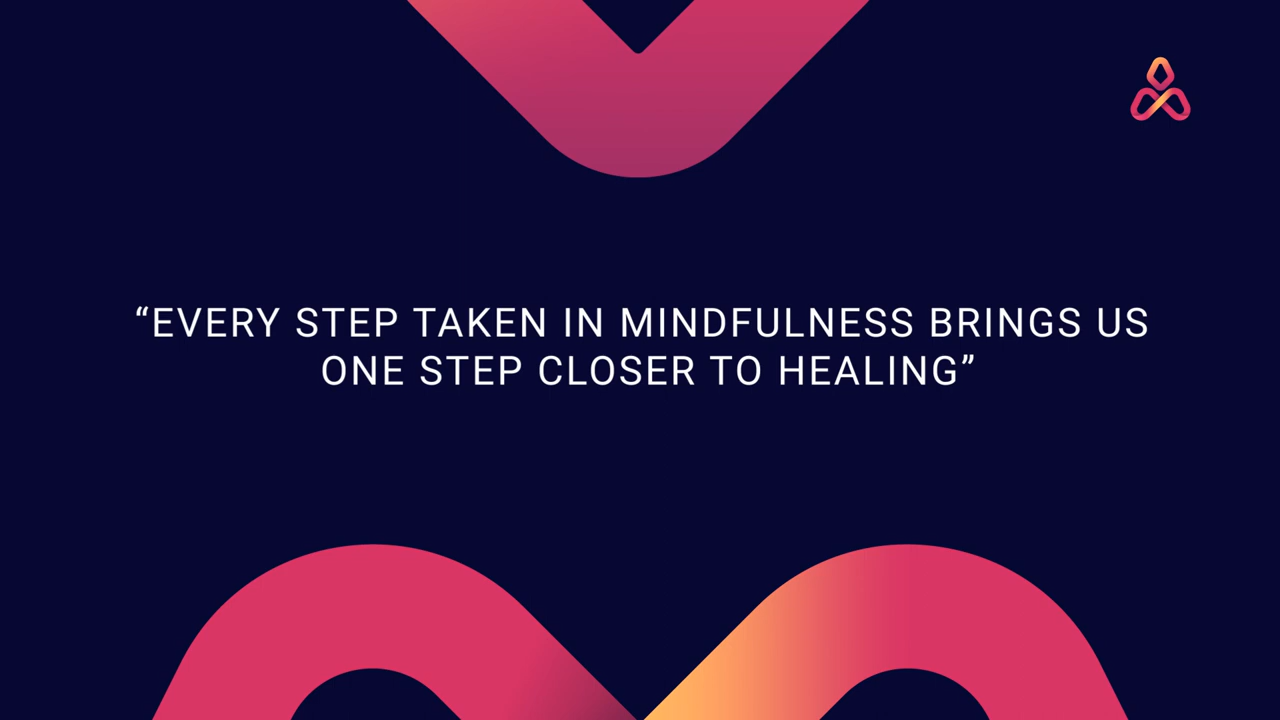 “EVERY STEP TAKEN IN MINDFULNESS BRINGS US
ONE STEP CLOSER TO HEALING”